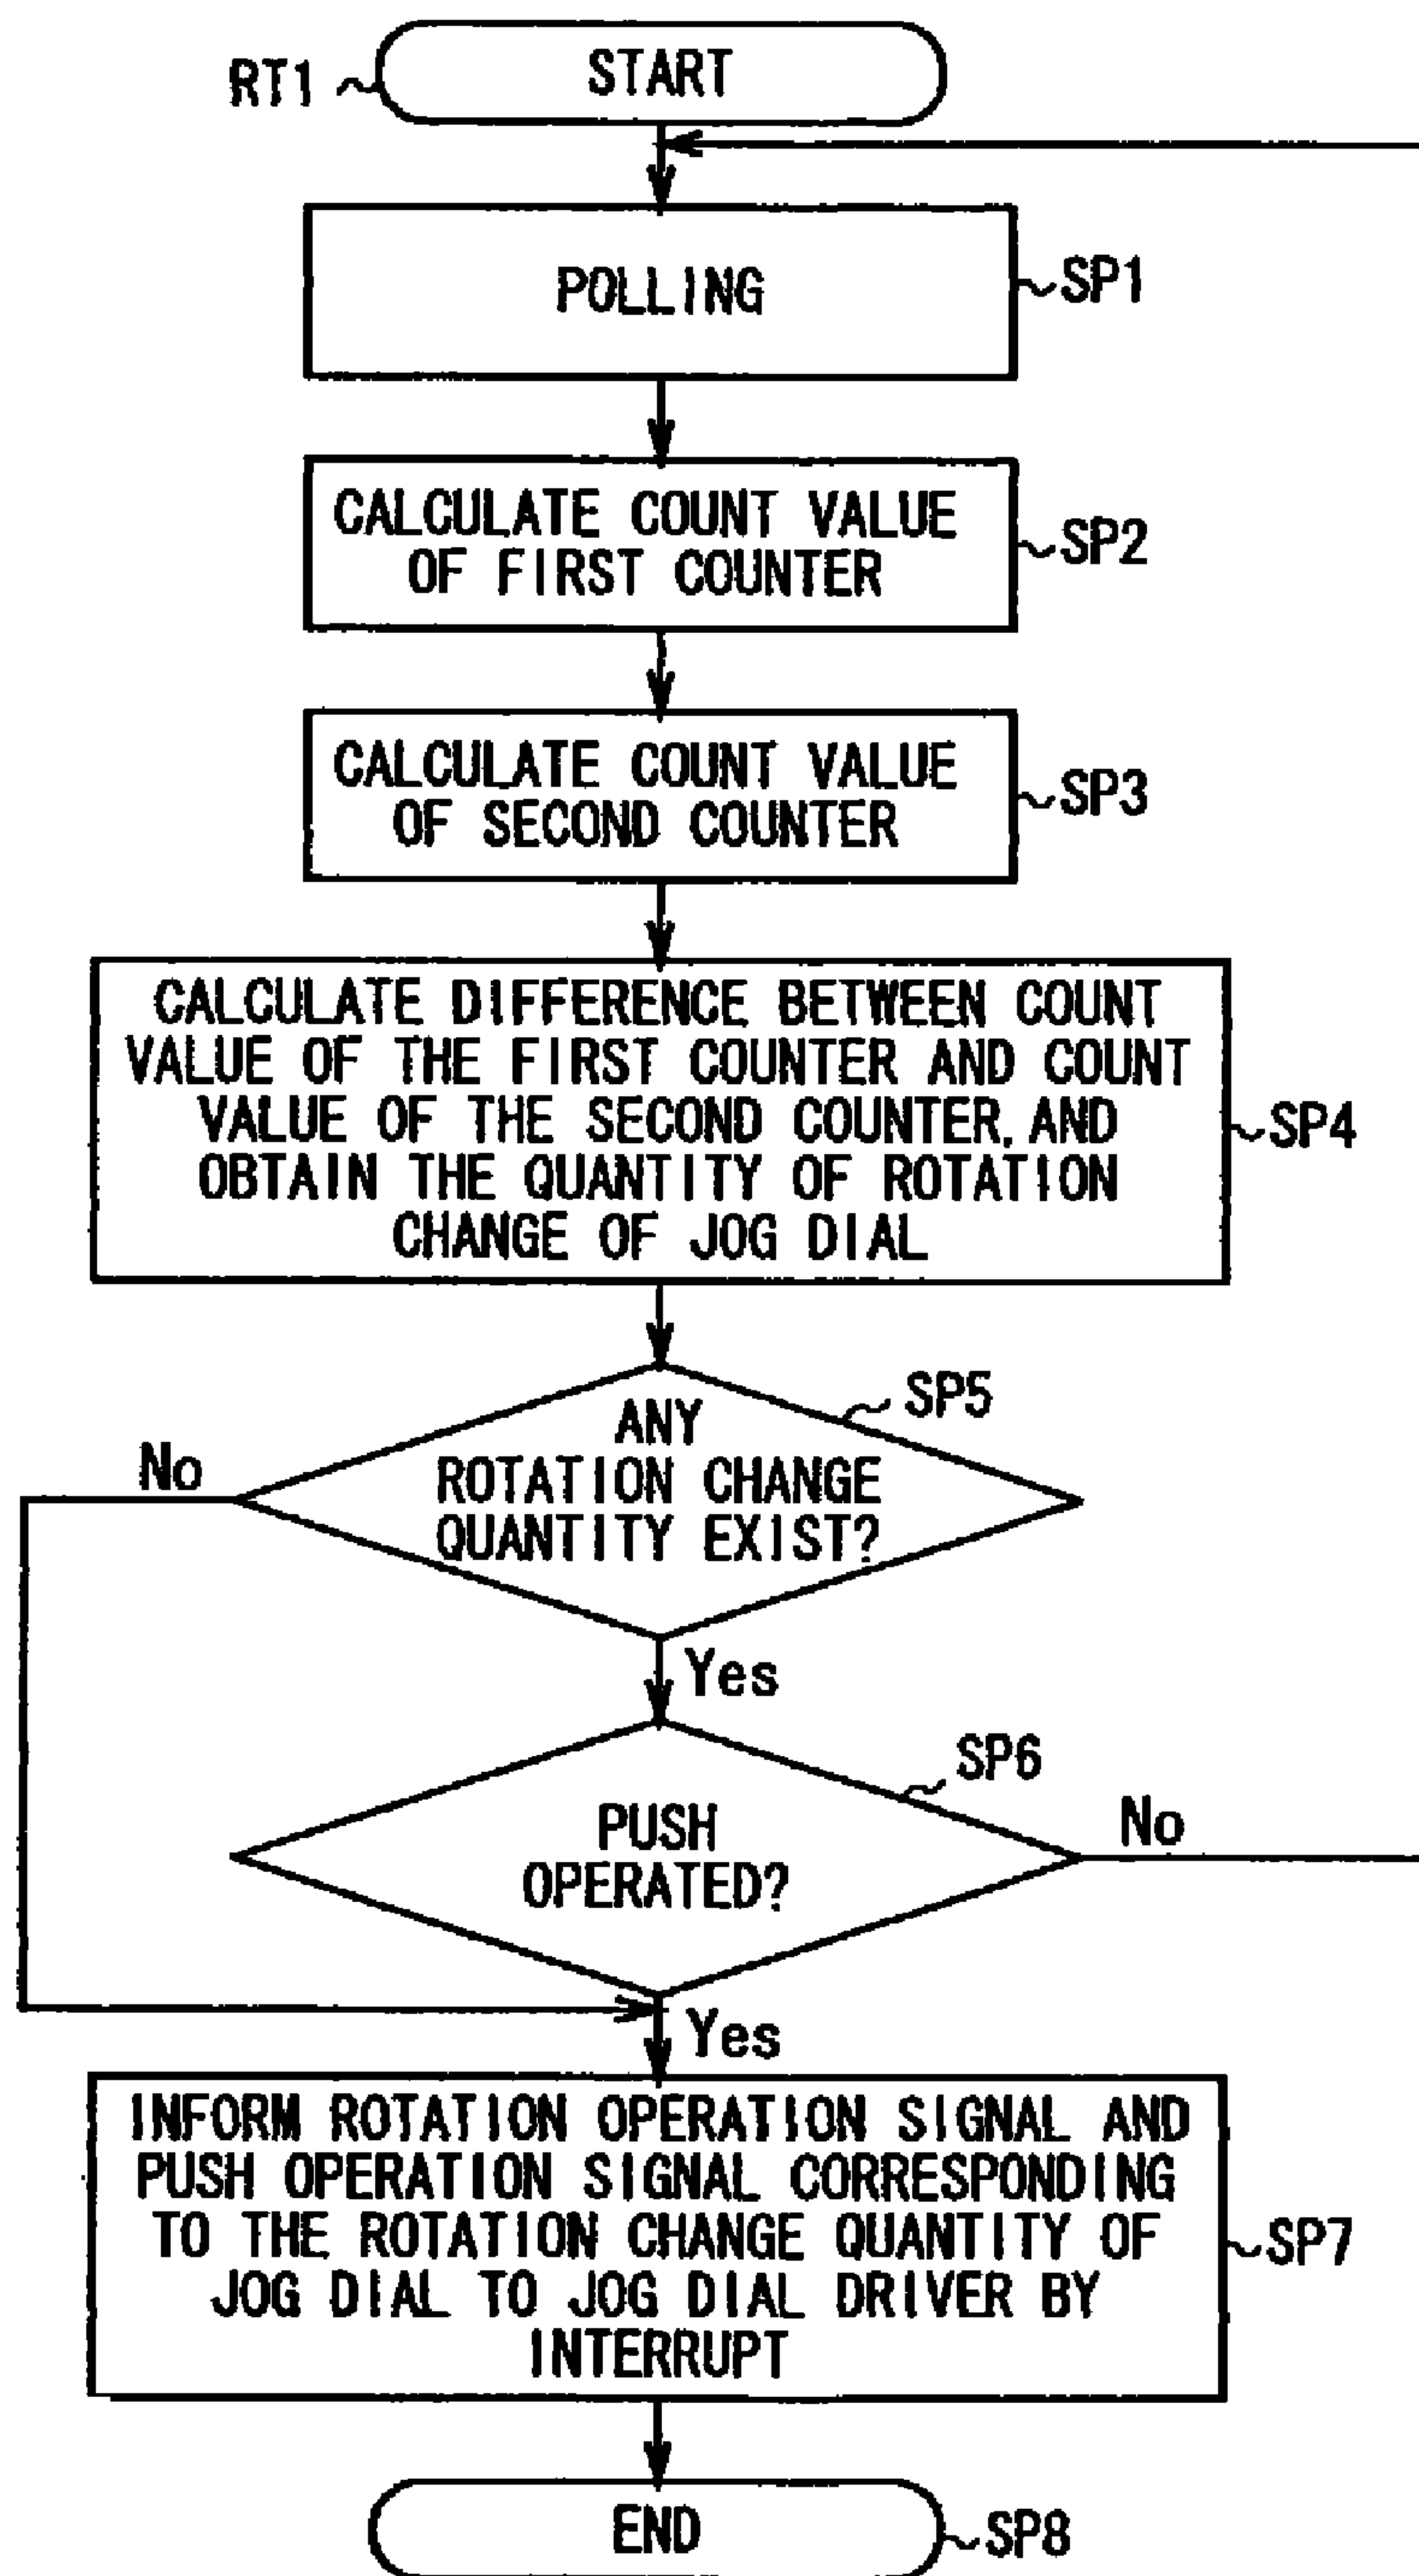 START
RT1
POLLING
SP1
CALCULATE COUNT VALUE
OF FIRST COUNTER
SP2
CALCULATE COUNT VALUE
OF SECOND COUNTER
SP3
CALCULATE DIFFERENCE BETWEEN COUNT
VALUE OF THE FIRST COUNTER AND COUNT
VALUE OF THE SECOND COUNTER, AND
OBTAIN THE QUANTITY OF ROTATION
CHANGE OF JOG DIAL
SP4
SP5
ANY
ROTATION CHANGE
QUANTITY EXIST?
No
Yes
SP6
PUSH
OPERATED?
No
Yes
INFORM ROTATION OPERATION SIGNAL AND
PUSH OPERATION SIGNAL CORRESPONDING
TO THE ROTATION CHANGE QUANTITY OF
JOG DIAL TO JOG DIAL DRIVER BY
INTERRUPT
SP7
END
SP8